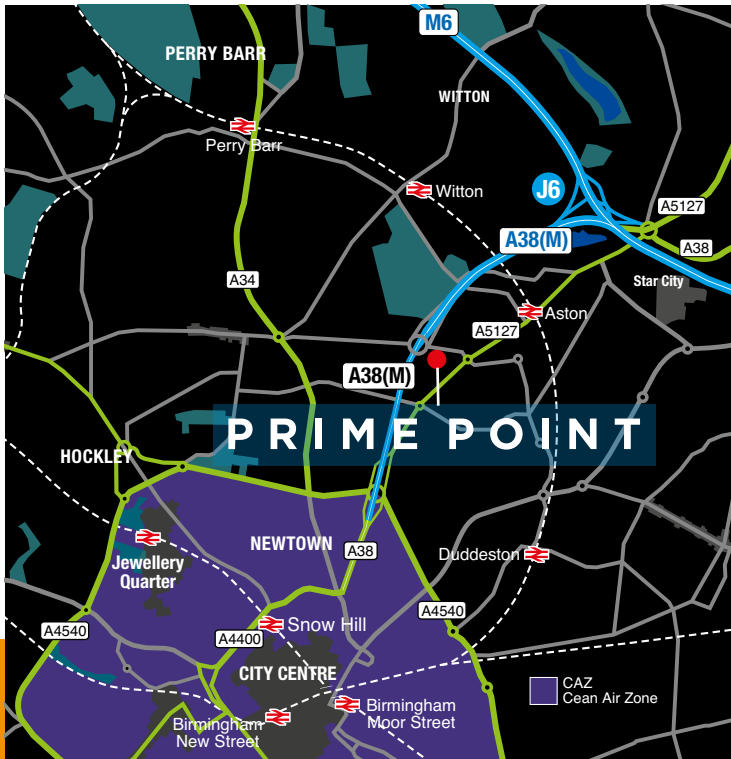 M6
PERRY BARR
WITTON
Perry Barr
Witton
J6
A5127
A38(M)
A38
A34
Star City
Aston
A5127
A38(M)
PRIME POINT
HOCKLEY
NEWTOWN
A38
Duddeston
Jewellery
Quarter
A4540
A4540
A4400
Snow Hill
CITY CENTRE
CAZ
Cean Air Zone
Birmingham
Moor Street
Birmingham
New Street